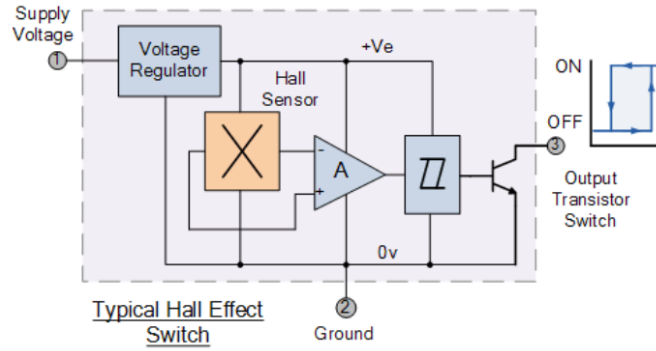 Supply
Voltage
1
Voltage
Regulator
+Ve
Hall
Sensor
-
+
A
ON
OFF
3
Output
Transistor
Switch
0v
2
Ground
Typical Hall Effect
Switch